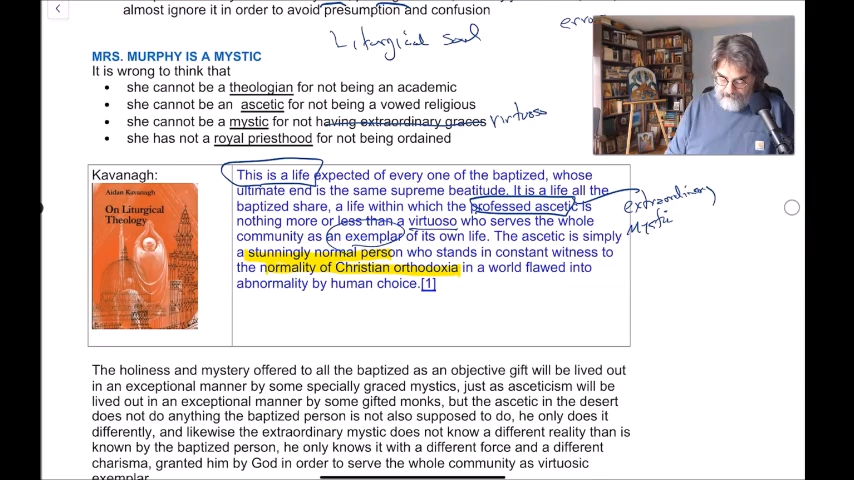 almost ignore it in order to avoid presumption and confusion
Liturgical soul
MRS. MURPHY IS A MYSTIC
It is wrong to think that
• she cannot be a theologian for not being an academic
• she cannot be an ascetic for not being a vowed religious
• she cannot be a mystic for not having extraordinary graces virtuoso
• she has not a royal priesthood for not being ordained
Kavanagh:
Aidan Kavanagh
On Liturgical
Theology
This is a life expected of every one of the baptized, whose
ultimate end is the same supreme beatitude. It is a life all the
baptized share, a life within which the professed ascetic is
nothing more or less than a virtuoso who serves the whole
community as an exemplar of its own life. The ascetic is simply
a stunningly normal person who stands in constant witness to
the normality of Christian orthodoxia in a world flawed into
abnormality by human choice.[1]
extraordinary
mystic
The holiness and mystery offered to all the baptized as an objective gift will be lived out
in an exceptional manner by some specially graced mystics, just as asceticism will be
lived out in an exceptional manner by some gifted monks, but the ascetic in the desert
does not do anything the baptized person is not also supposed to do, he only does it
differently, and likewise the extraordinary mystic does not know a different reality than is
known by the baptized person, he only knows it with a different force and a different
charisma, granted him by God in order to serve the whole community as virtuosic
exemplar.